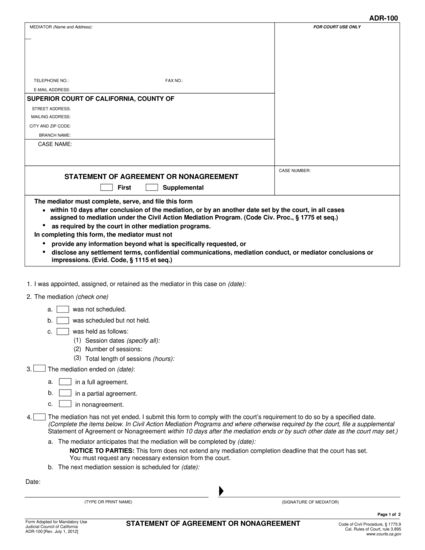 ADR-100
MEDIATOR (Name and Address):
FOR COURT USE ONLY
TELEPHONE NO.:
FAX NO.:
E-MAIL ADDRESS:
SUPERIOR COURT OF CALIFORNIA, COUNTY OF
STREET ADDRESS:
MAILING ADDRESS:
CITY AND ZIP CODE:
BRANCH NAME:
CASE NAME:
STATEMENT OF AGREEMENT OR NONAGREEMENT
First
Supplemental
CASE NUMBER:
The mediator must complete, serve, and file this form
• within 10 days after conclusion of the mediation, or by an another date set by the court, in all cases
assigned to mediation under the Civil Action Mediation Program. (Code Civ. Proc., § 1775 et seq.)
• as required by the court in other mediation programs.
In completing this form, the mediator must not
• provide any information beyond what is specifically requested, or
• disclose any settlement terms, confidential communications, mediation conduct, or mediator conclusions or
impressions. (Evid. Code, § 1115 et seq.)
1. I was appointed, assigned, or retained as the mediator in this case on (date):
2. The mediation (check one)
a. was not scheduled.
b. was scheduled but not held.
c. was held as follows:
(1) Session dates (specify all):
(2) Number of sessions:
(3) Total length of sessions (hours):
3. The mediation ended on (date):
a. in a full agreement.
b. in a partial agreement.
c. in nonagreement.
4. The mediation has not yet ended. I submit this form to comply with the court's requirement to do so by a specified date.
(Complete the items below. In Civil Action Mediation Programs and where otherwise required by the court, file a supplemental
Statement of Agreement or Nonagreement within 10 days after the mediation ends or by such other date as the court may set.)
a. The mediator anticipates that the mediation will be completed by (date):
NOTICE TO PARTIES: This form does not extend any mediation completion deadline that the court has set.
You must request any necessary extension from the court.
b. The next mediation session is scheduled for (date):
Date:
(TYPE OR PRINT NAME)
(SIGNATURE OF MEDIATOR)
Page 1 of 2
Form Adopted for Mandatory Use
Judicial Council of California
ADR-100 [Rev. July 1, 2012]
STATEMENT OF AGREEMENT OR NONAGREEMENT
Code of Civil Procedure, § 1775.9
Cal. Rules of Court, rule 3.895
www.courts.ca.gov